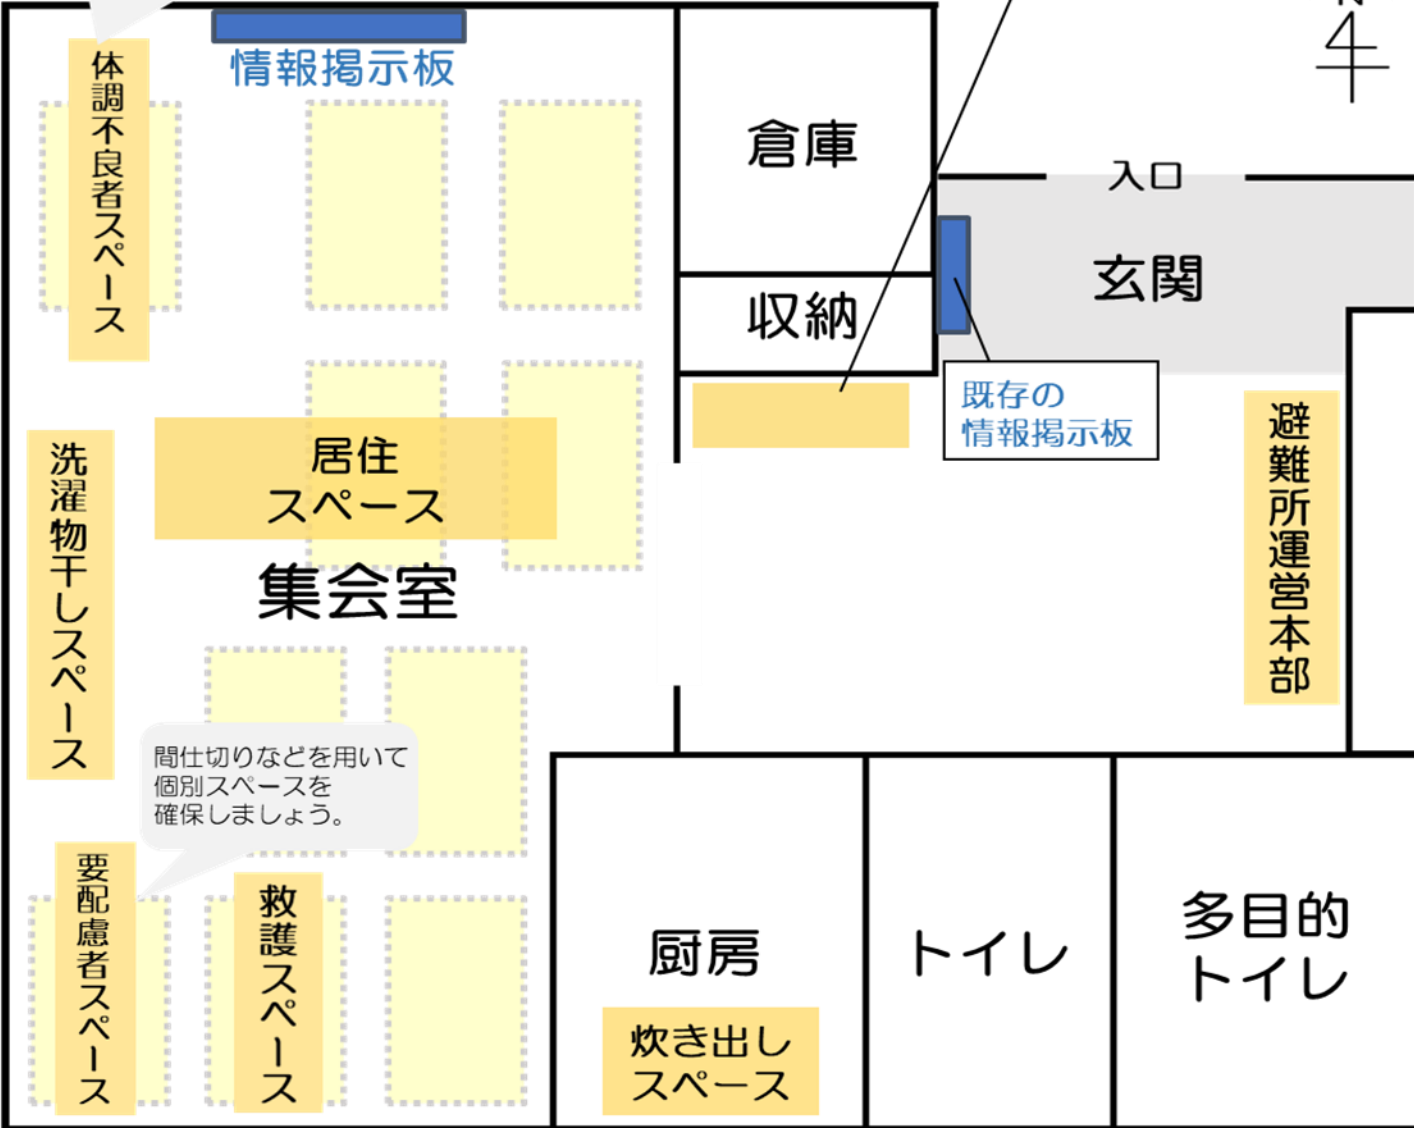 情報掲示板
体調不良者スペース
倉庫
収納
N
入口
玄関
既存の
情報掲示板
避難所運営本部
居住
スペース
集会室
洗濯物干しスペース
間仕切りなどを用いて
個別スペースを
確保しましょう。
要配慮者スペース
救護スペース
厨房
炊き出し
スペース
トイレ
多目的
トイレ